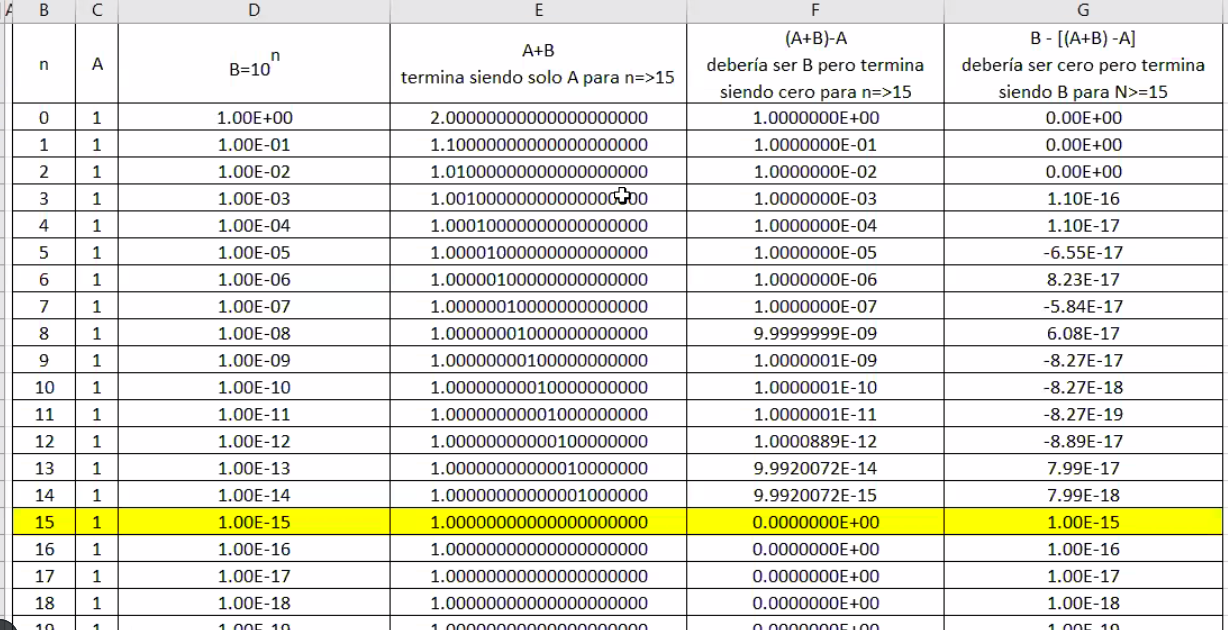 A B C D E F G
n A B=10^n A+B (A+B)-A B - [(A+B) -A]
termina siendo solo A para n=>15 debería ser B pero termina debería ser cero pero termina
siendo cero para n=>15 siendo B para N>=15
0 1 1.00E+00 2.00000000000000000000 1.0000000E+00 0.00E+00
1 1 1.00E-01 1.10000000000000000000 1.0000000E-01 0.00E+00
2 1 1.00E-02 1.01000000000000000000 1.0000000E-02 0.00E+00
3 1 1.00E-03 1.00100000000000000000 1.0000000E-03 1.10E-16
4 1 1.00E-04 1.00010000000000000000 1.0000000E-04 1.10E-17
5 1 1.00E-05 1.00001000000000000000 1.0000000E-05 -6.55E-17
6 1 1.00E-06 1.00000100000000000000 1.0000000E-06 8.23E-17
7 1 1.00E-07 1.00000010000000000000 1.0000000E-07 -5.84E-17
8 1 1.00E-08 1.00000001000000000000 9.9999999E-09 6.08E-17
9 1 1.00E-09 1.00000000100000000000 1.0000001E-09 -8.27E-17
10 1 1.00E-10 1.00000000010000000000 1.0000001E-10 -8.27E-18
11 1 1.00E-11 1.00000000001000000000 1.0000001E-11 -8.27E-19
12 1 1.00E-12 1.00000000000100000000 1.0000889E-12 -8.89E-17
13 1 1.00E-13 1.00000000000010000000 9.9920072E-14 7.99E-17
14 1 1.00E-14 1.00000000000001000000 9.9920072E-15 7.99E-18
15 1 1.00E-15 1.00000000000000000000 0.0000000E+00 1.00E-15
16 1 1.00E-16 1.00000000000000000000 0.0000000E+00 1.00E-16
17 1 1.00E-17 1.00000000000000000000 0.0000000E+00 1.00E-17
18 1 1.00E-18 1.00000000000000000000 0.0000000E+00 1.00E-18
19 1 1.00E-19 1.00000000000000000000 0.0000000E+00 1.00E-19